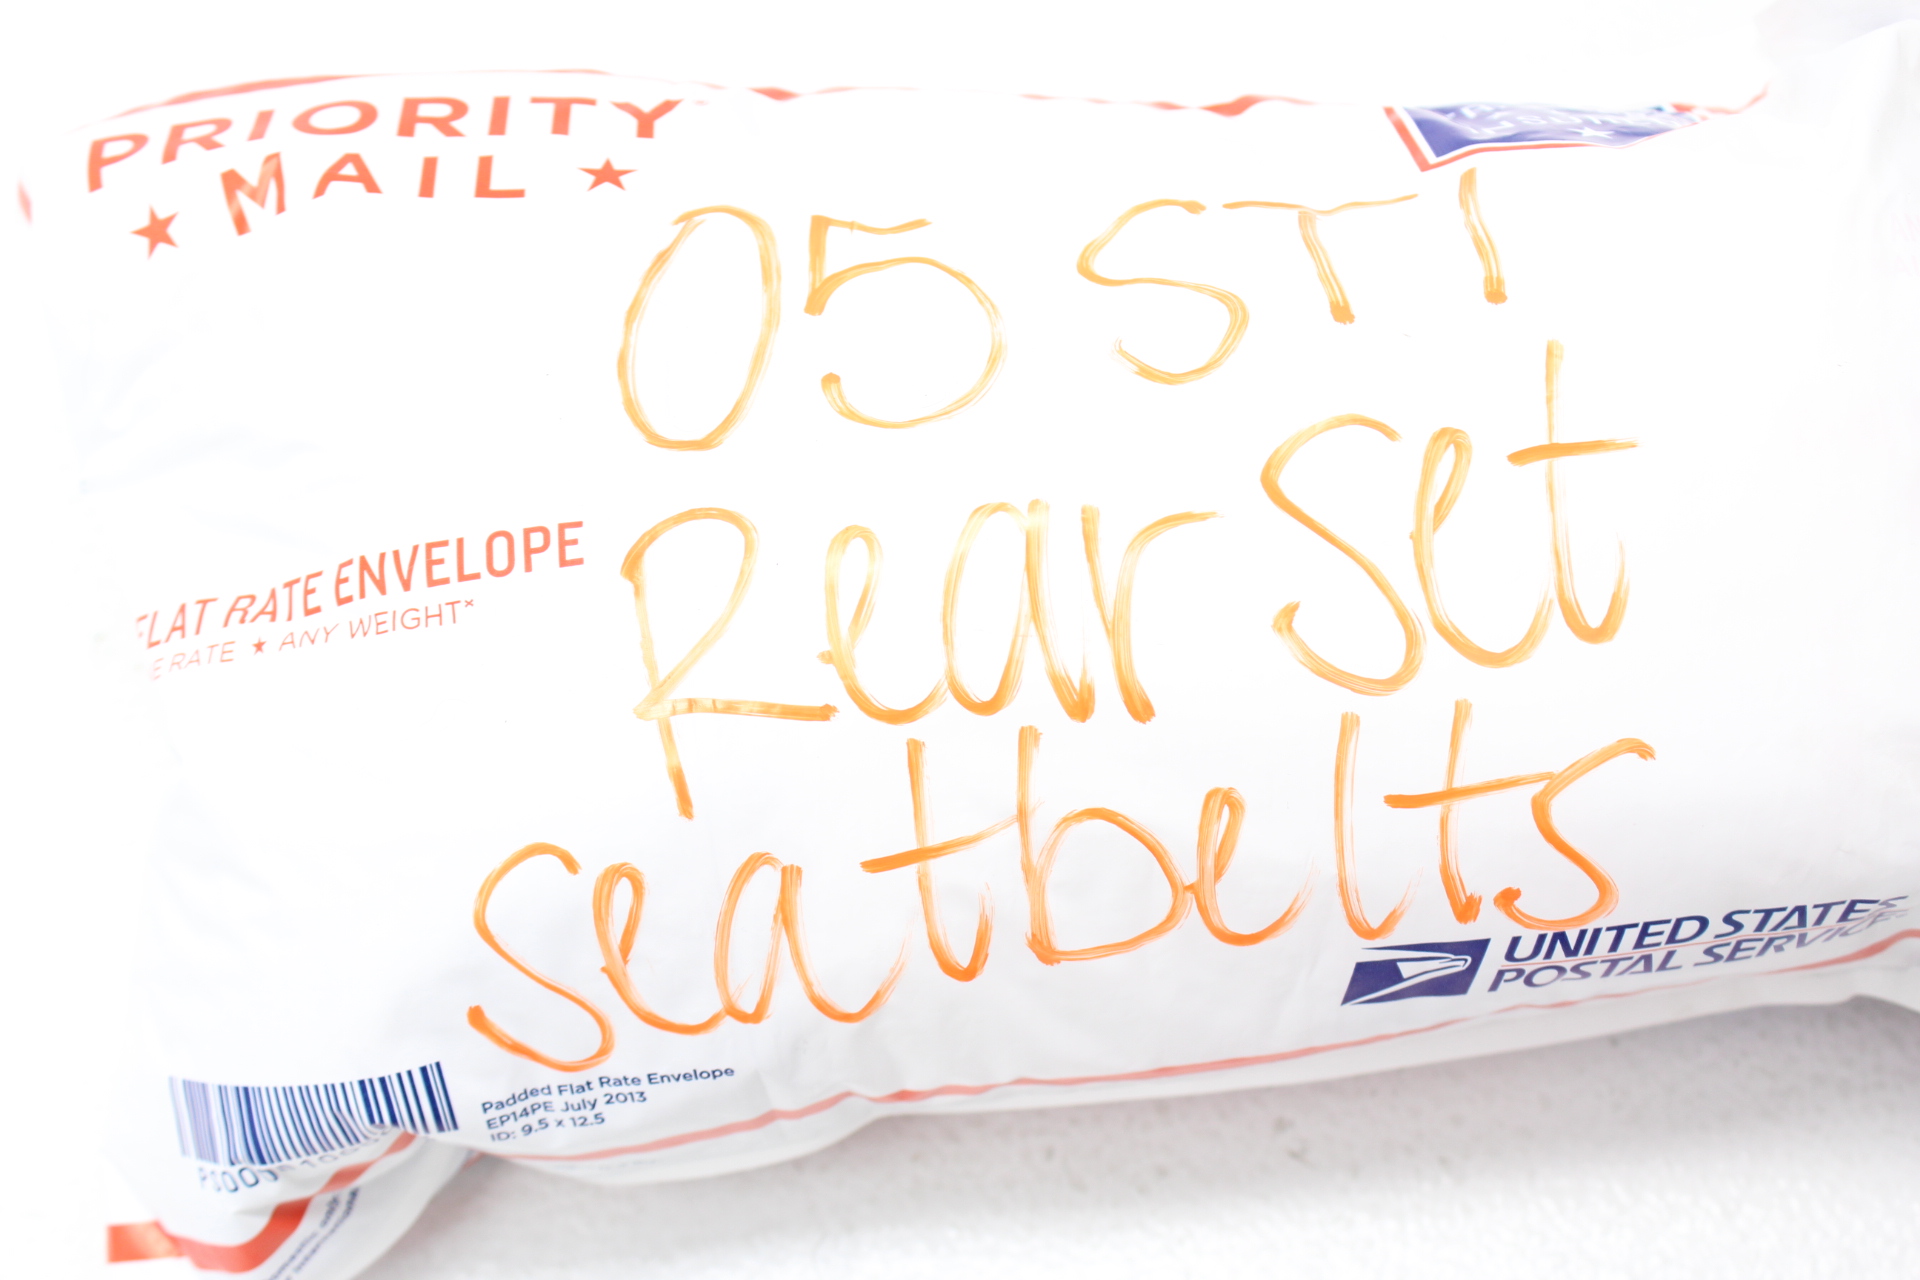 PRIORITY
★ MAIL ★
05 STI
Rear Set
Seatbelts
FLAT RATE ENVELOPE
RATE ★ ANY WEIGHT*
UNITED STATES
POSTAL SERVICE
Padded Flat Rate Envelope
EP14PE July 2013
ID: 9.5 x 12.5